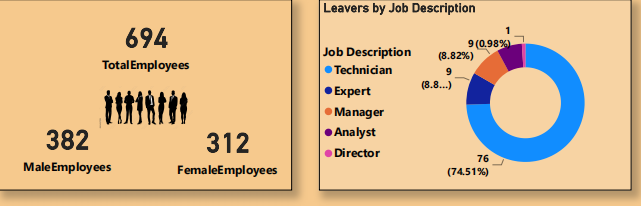 694
TotalEmployees
382
MaleEmployees
312
FemaleEmployees
Leavers by Job Description
Job Description
Technician
Expert
Manager
Analyst
Director
1
(0.98%)
9
(8.82%)
9
(8.8...)
76
(74.51%)